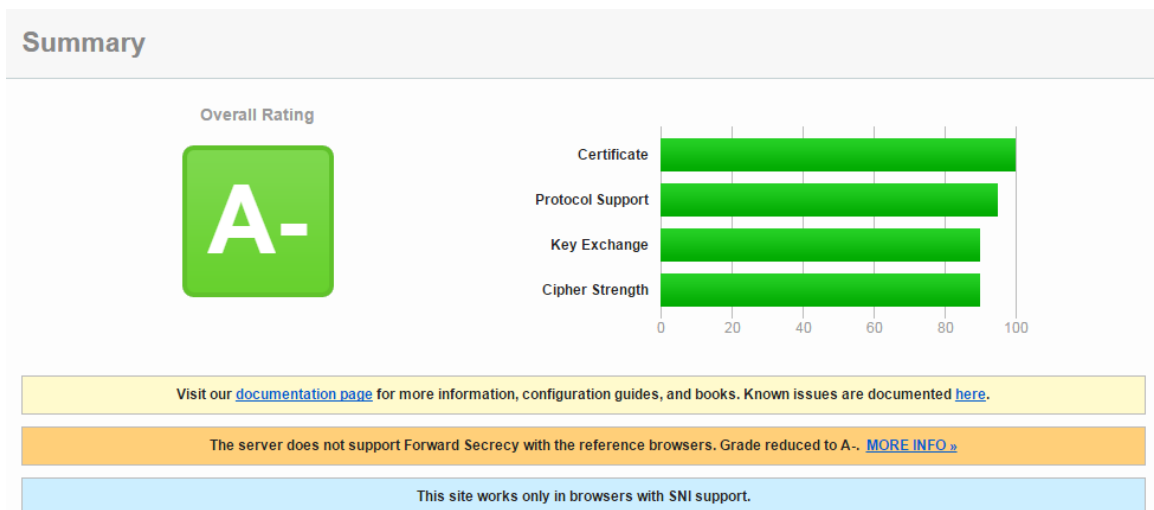 Summary
Overall Rating
A-
Certificate
Protocol Support
Key Exchange
Cipher Strength
0 20 40 60 80 100
Visit our documentation page for more information, configuration guides, and books. Known issues are documented here.
The server does not support Forward Secrecy with the reference browsers. Grade reduced to A-. MORE INFO »
This site works only in browsers with SNI support.